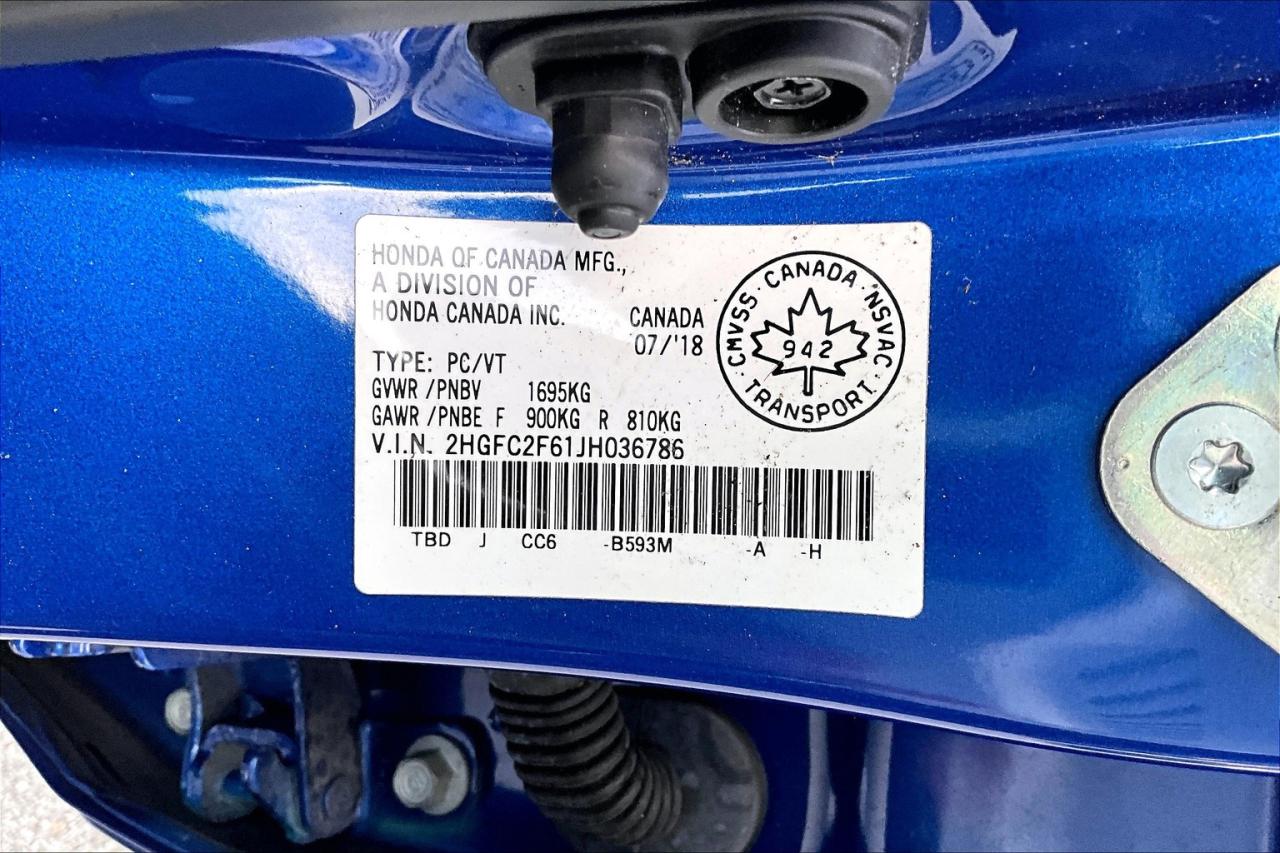 HONDA OF CANADA MFG.,
A DIVISION OF
HONDA CANADA INC.
CANADA
07/'18
TYPE: PC/VT
GVWR /PNBV 1695KG
GAWR /PNBE F 900KG R 810KG
V.I.N. 2HGFC2F61JH036786
TBD J CC6 -B593M -A -H
CMVSS · CANADA · NSVAC · TRANSPORT ·
942